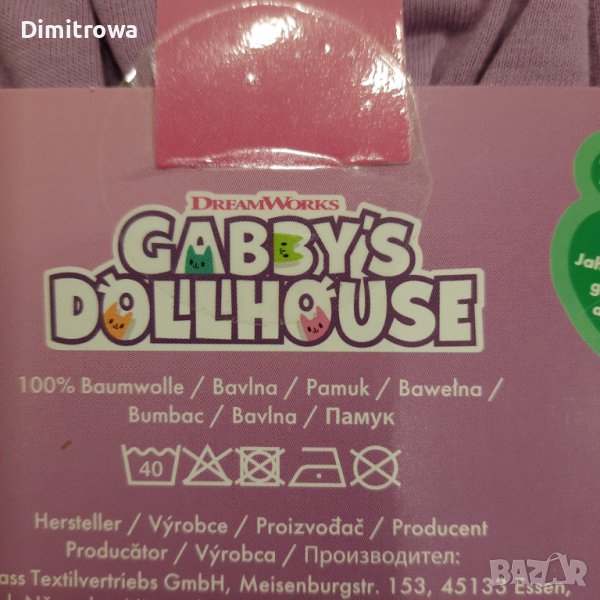 Dimitrowa
DREAMWORKS
GABBY'S
DOLLHOUSE
100% Baumwolle / Bavlna / Pamuk / Bawełna /
Bumbac / Bavlna / Памук
40
Hersteller / Výrobce / Proizvođač / Producent
Producător / Výrobca / Производител:
Textilvertriebs GmbH, Meisenburgstr. 153, 45133 Essen,
BAZAR